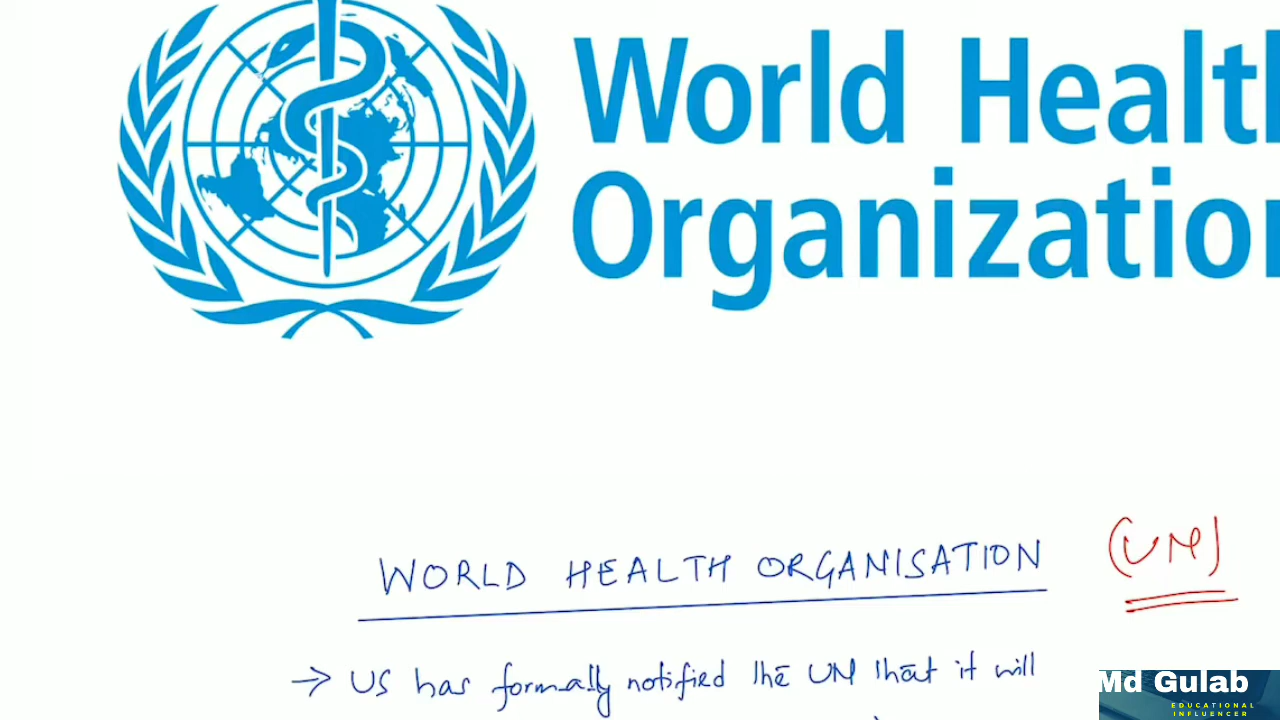 World Healt
Organizatio
WORLD HEALTH ORGANISATION (UN)
→ US has formally notified the UN that it will
Md Gulab
EDUCATIONAL
INFLUENCER